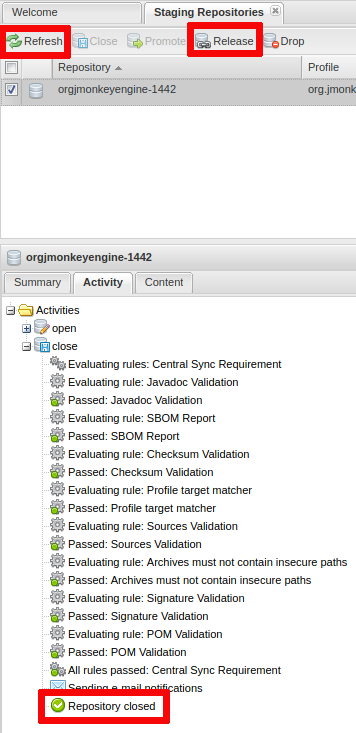 Welcome
Staging Repositories
Refresh Close Promote Release Drop
Repository Profile
orgjmonkeyengine-1442 org.jmonk
orgjmonkeyengine-1442
Summary Activity Content
Activities
open
close
Evaluating rules: Central Sync Requirement
Evaluating rule: Javadoc Validation
Passed: Javadoc Validation
Evaluating rule: SBOM Report
Passed: SBOM Report
Evaluating rule: Checksum Validation
Passed: Checksum Validation
Evaluating rule: Profile target matcher
Passed: Profile target matcher
Evaluating rule: Sources Validation
Passed: Sources Validation
Evaluating rule: Archives must not contain insecure paths
Passed: Archives must not contain insecure paths
Evaluating rule: Signature Validation
Passed: Signature Validation
Evaluating rule: POM Validation
Passed: POM Validation
All rules passed: Central Sync Requirement
Sending e-mail notifications
Repository closed